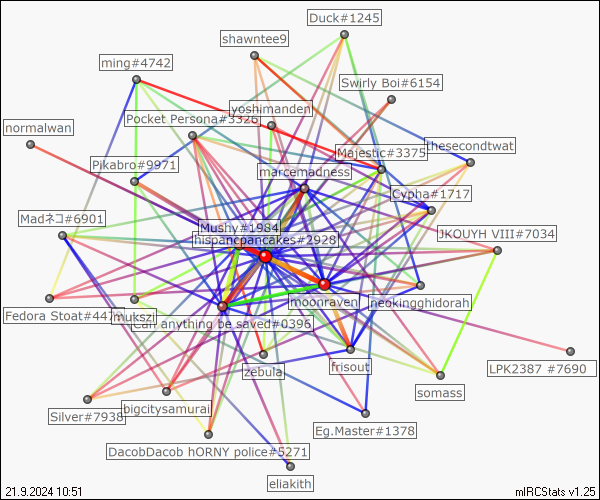 Duck#1245
shawntee9
ming#4742
Swirly Boi#6154
yoshimanden
Pocket Persona#3326
normalwan
thesecondtwat
Majestic#3375
Pikabro#9971
marcemadness
Cypha#1717
Madネコ#6901
Mushy#1984
JKOUYH VIII#7034
hispancpancakes#2928
moonraven
neokingghidorah
Fedora Stoat#447
mukszi
Can anything be saved#0396
zebula
frisout
LPK2387 #7690
somass
Silver#7938
bigcitysamurai
Eg.Master#1378
DacobDacob hORNY police#5271
eliakith
21.9.2024 10:51
mIRCStats v1.25